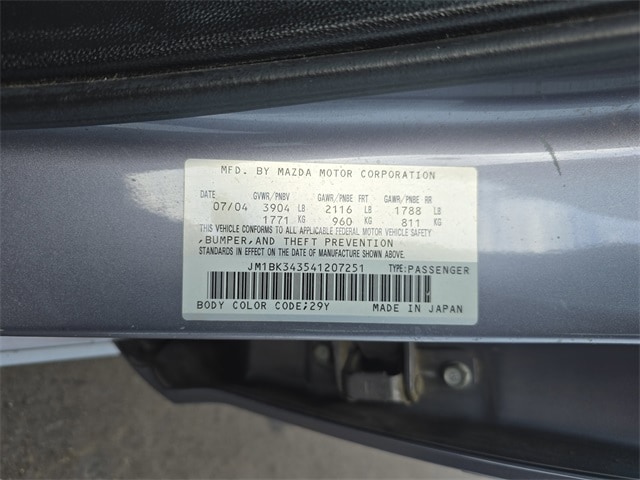 MFD. BY MAZDA MOTOR CORPORATION
DATE GVWR/PNBV GAWR/PNBE FRT GAWR/PNBE RR
07/04 3904 LB 2116 LB 1788 LB
1771 KG 960 KG 811 KG
THIS VEHICLE CONFORMS TO ALL APPLICABLE FEDERAL MOTOR VEHICLE SAFETY
,BUMPER,AND THEFT PREVENTION
STANDARDS IN EFFECT ON THE DATE OF MANUFACTURE SHOWN ABOVE.
JM1BK343541207251 TYPE:PASSENGER
BODY COLOR CODE;29Y MADE IN JAPAN